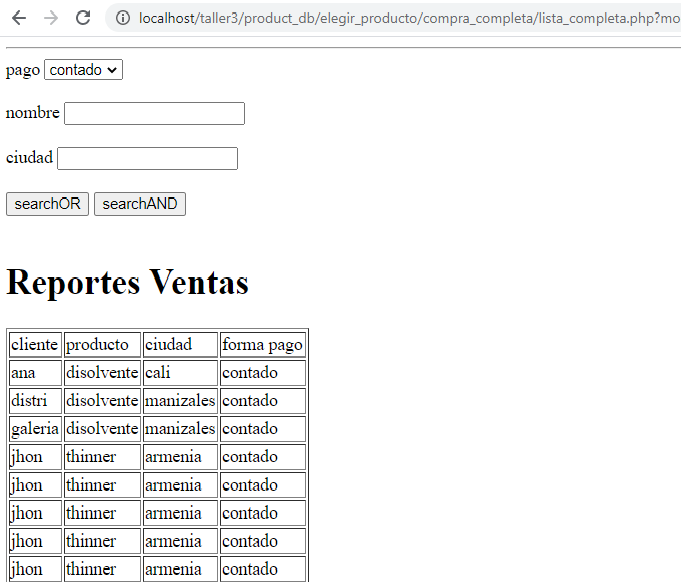 localhost/taller3/product_db/elegir_producto/compra_completa/lista_completa.php?mo
pago contado
nombre
ciudad
searchOR searchAND
Reportes Ventas
cliente producto ciudad forma pago
ana disolvente cali contado
distri disolvente manizales contado
galeria disolvente manizales contado
jhon thinner armenia contado
jhon thinner armenia contado
jhon thinner armenia contado
jhon thinner armenia contado
jhon thinner armenia contado